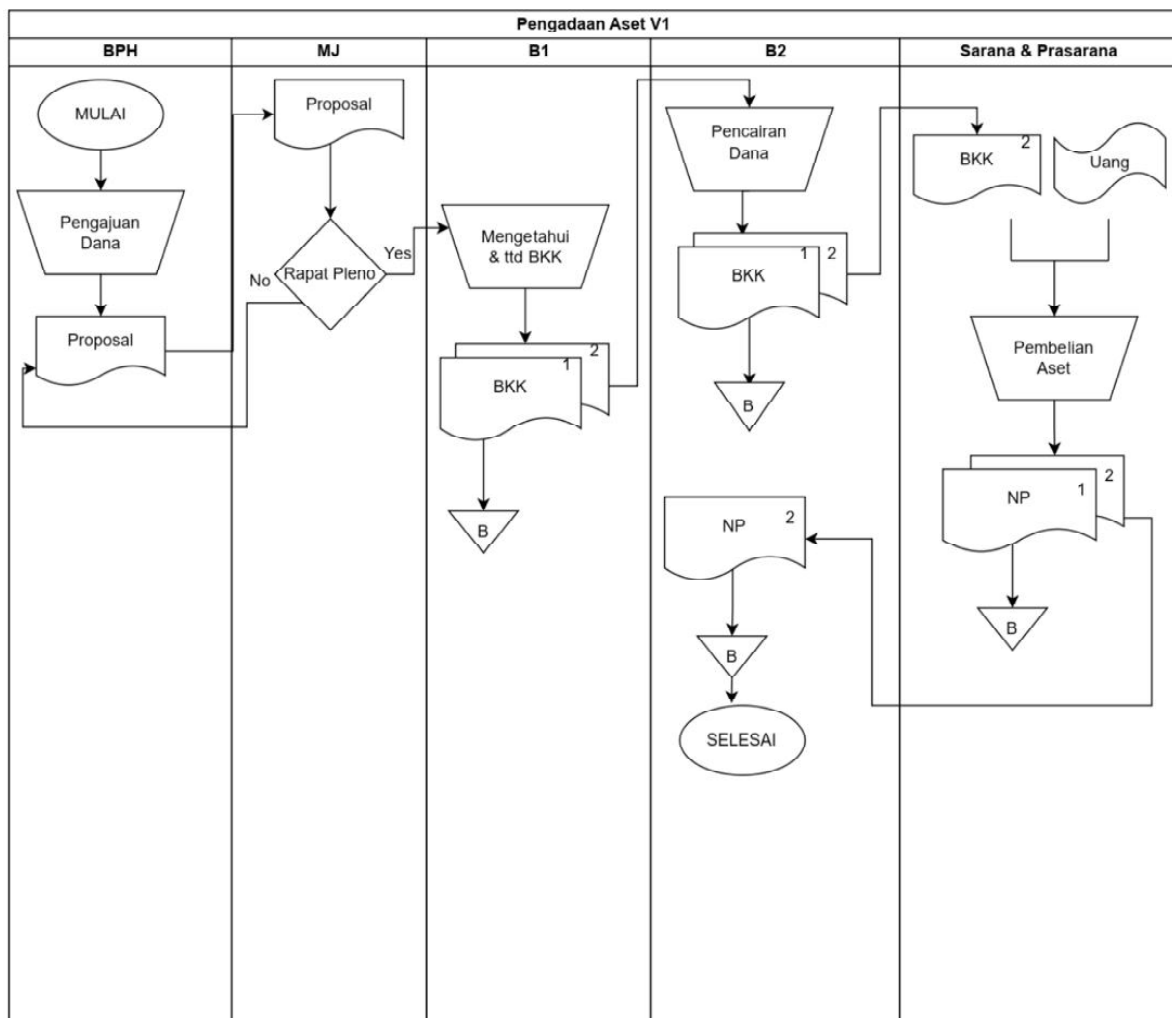 Pengadaan Aset V1
BPH
MJ
B1
B2
Sarana & Prasarana
MULAI
Pengajuan
Dana
Proposal
Proposal
Rapat Pleno
No
Yes
Mengetahui
& ttd BKK
2
1
BKK
B
Pencairan
Dana
1
2
BKK
B
NP
2
B
SELESAI
2
BKK
Uang
Pembelian
Aset
2
1
NP
B